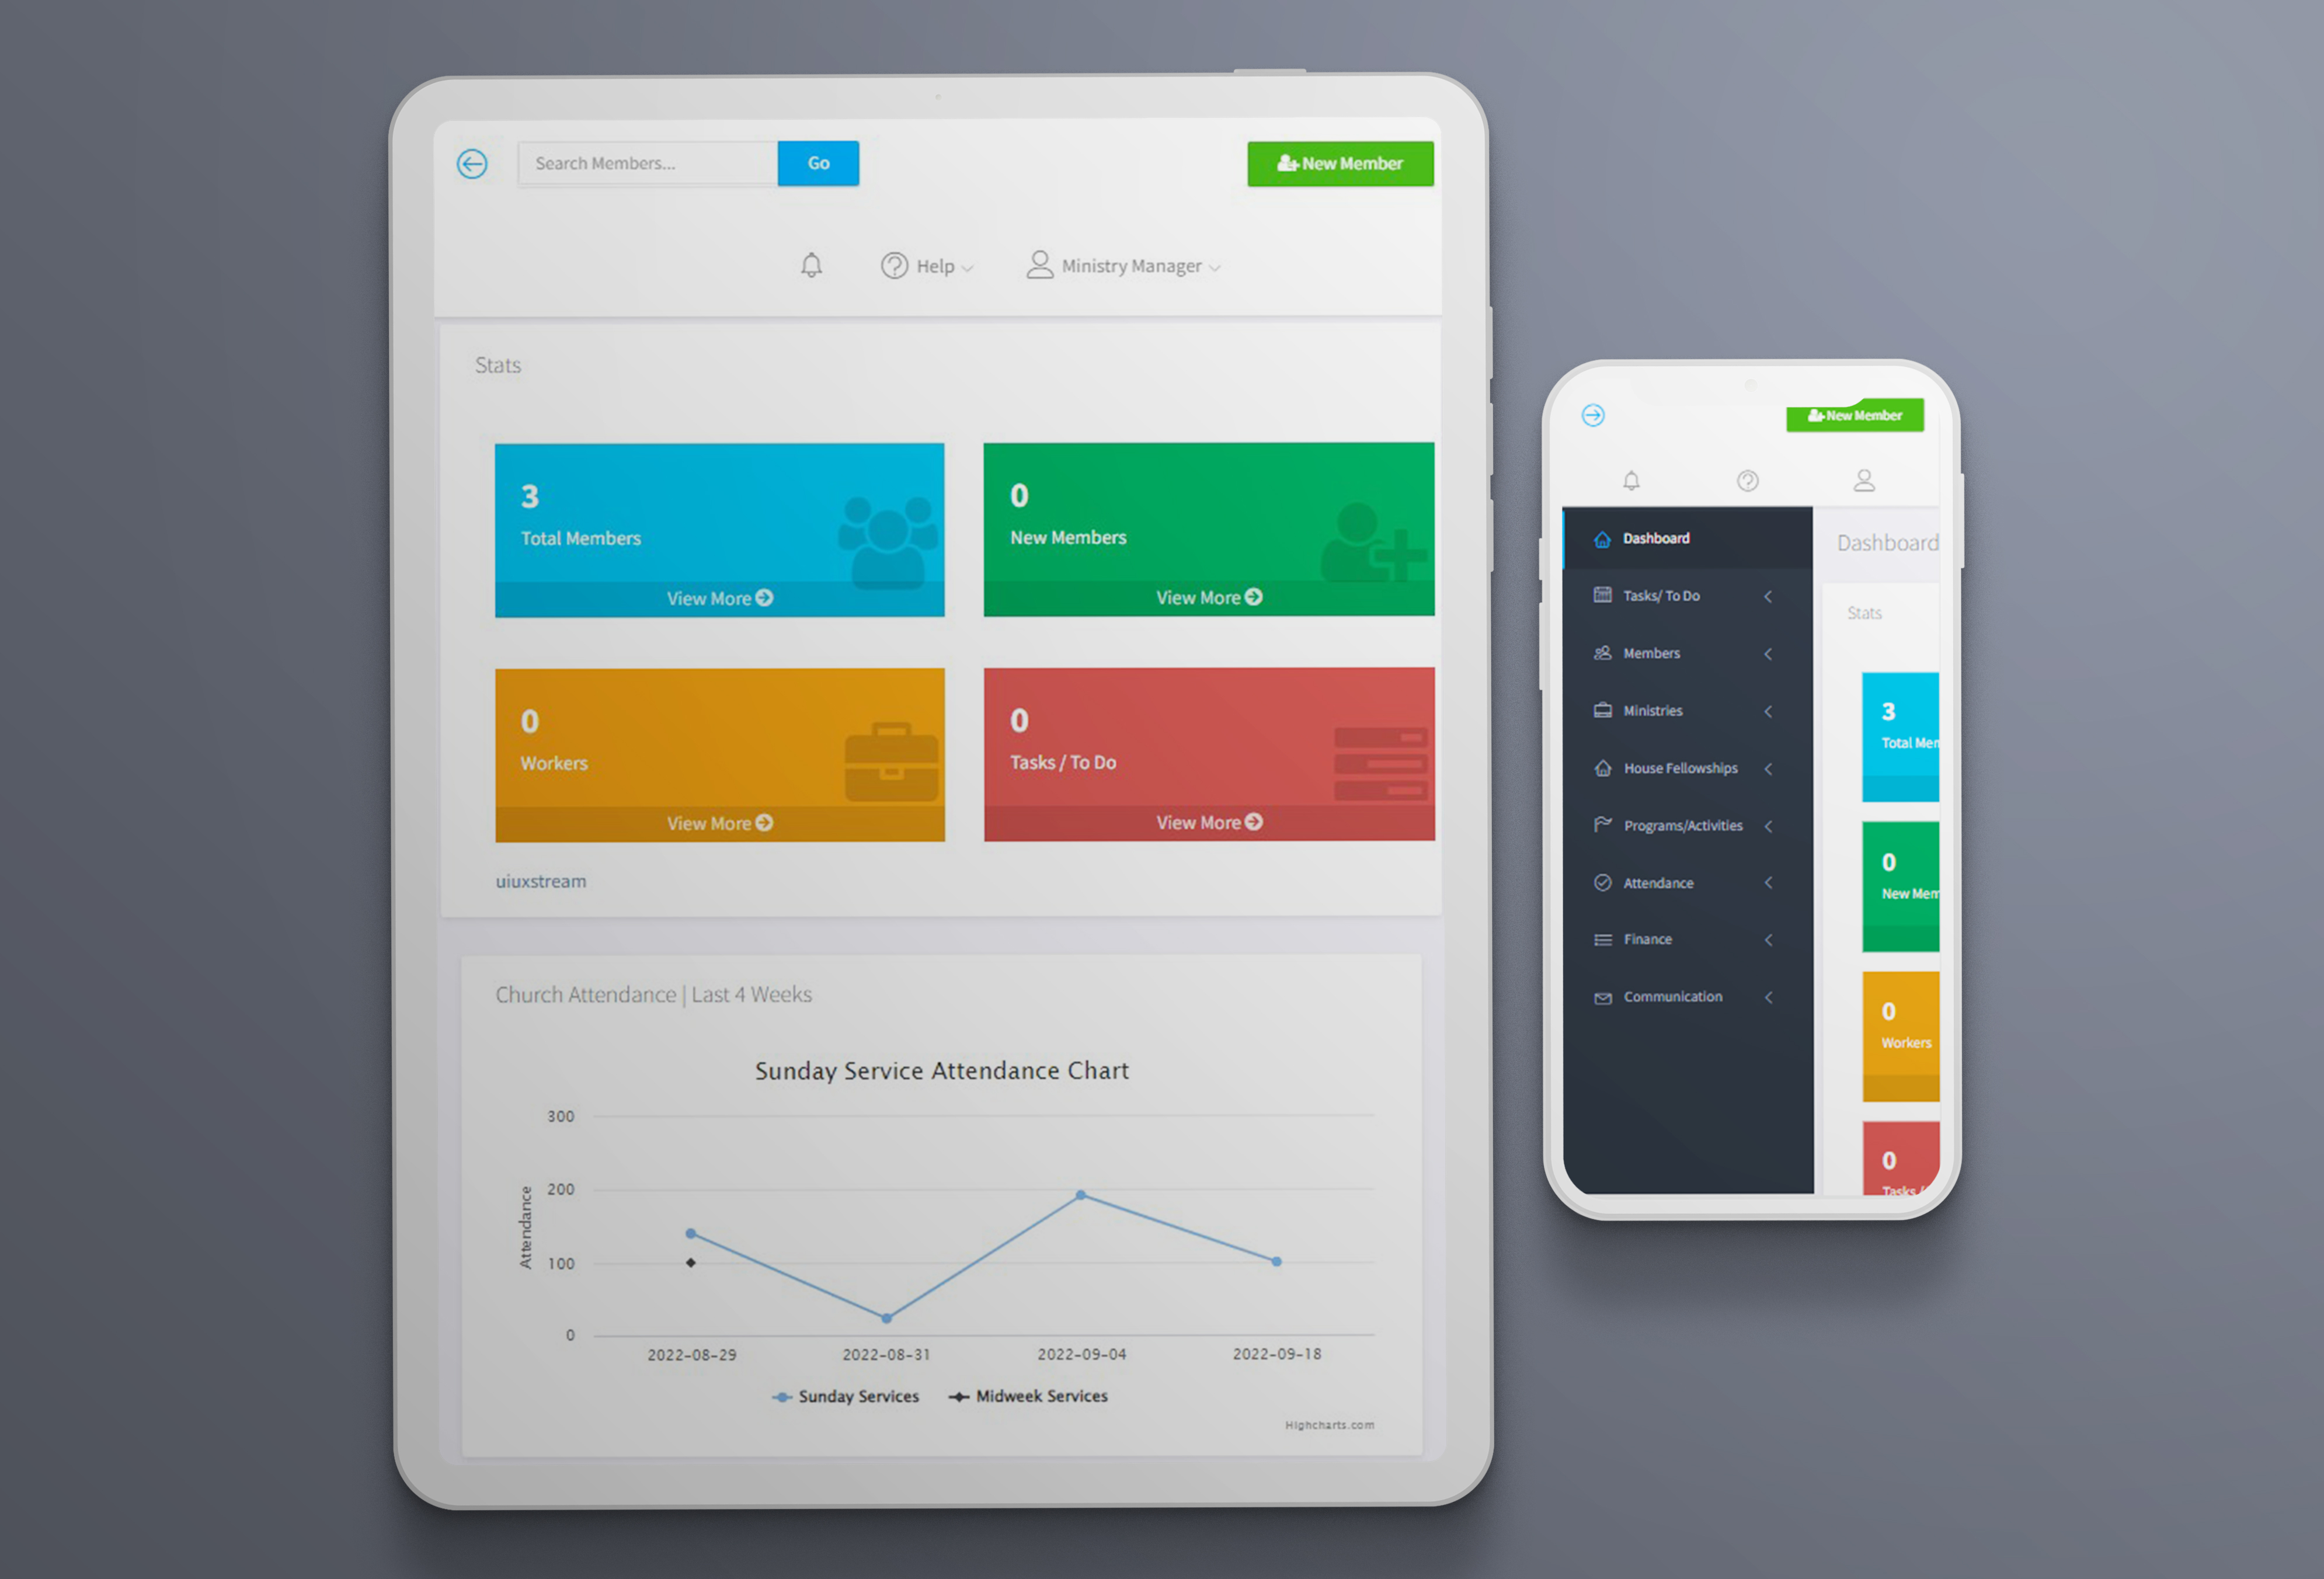 Search Members...
Go
New Member
Help
Ministry Manager
Stats
3
Total Members
View More
0
New Members
View More
0
Workers
View More
0
Tasks / To Do
View More
uiuxstream
Church Attendance | Last 4 Weeks
Sunday Service Attendance Chart
Attendance
300
200
100
0
2022-08-29
2022-08-31
2022-09-04
2022-09-18
Sunday Services
Midweek Services
Highcharts.com
New Member
Dashboard
Tasks/ To Do
Members
Ministries
House Fellowships
Programs/Activities
Attendance
Finance
Communication
Dashboard
Stats
3
Total Mem
0
New Mem
0
Workers
0
Tasks /